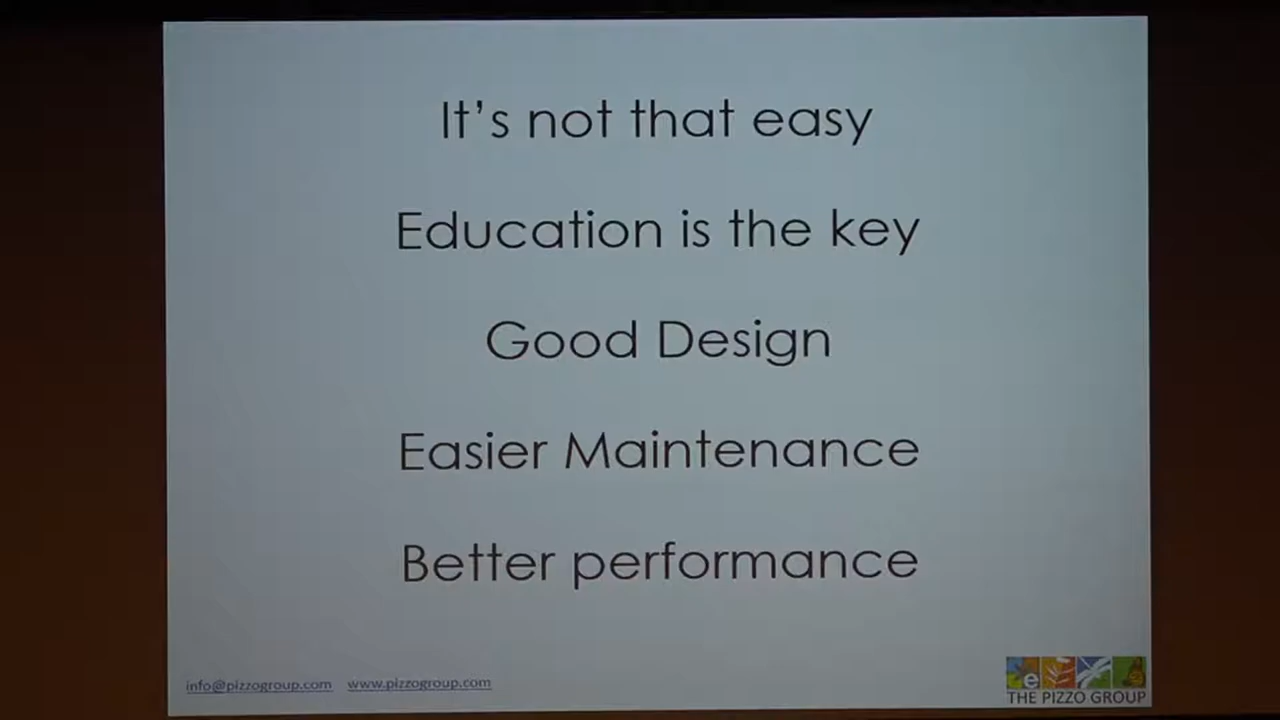 It's not that easy
Education is the key
Good Design
Easier Maintenance
Better performance
info@pizzogroup.com www.pizzogroup.com
e
THE PIZZO GROUP